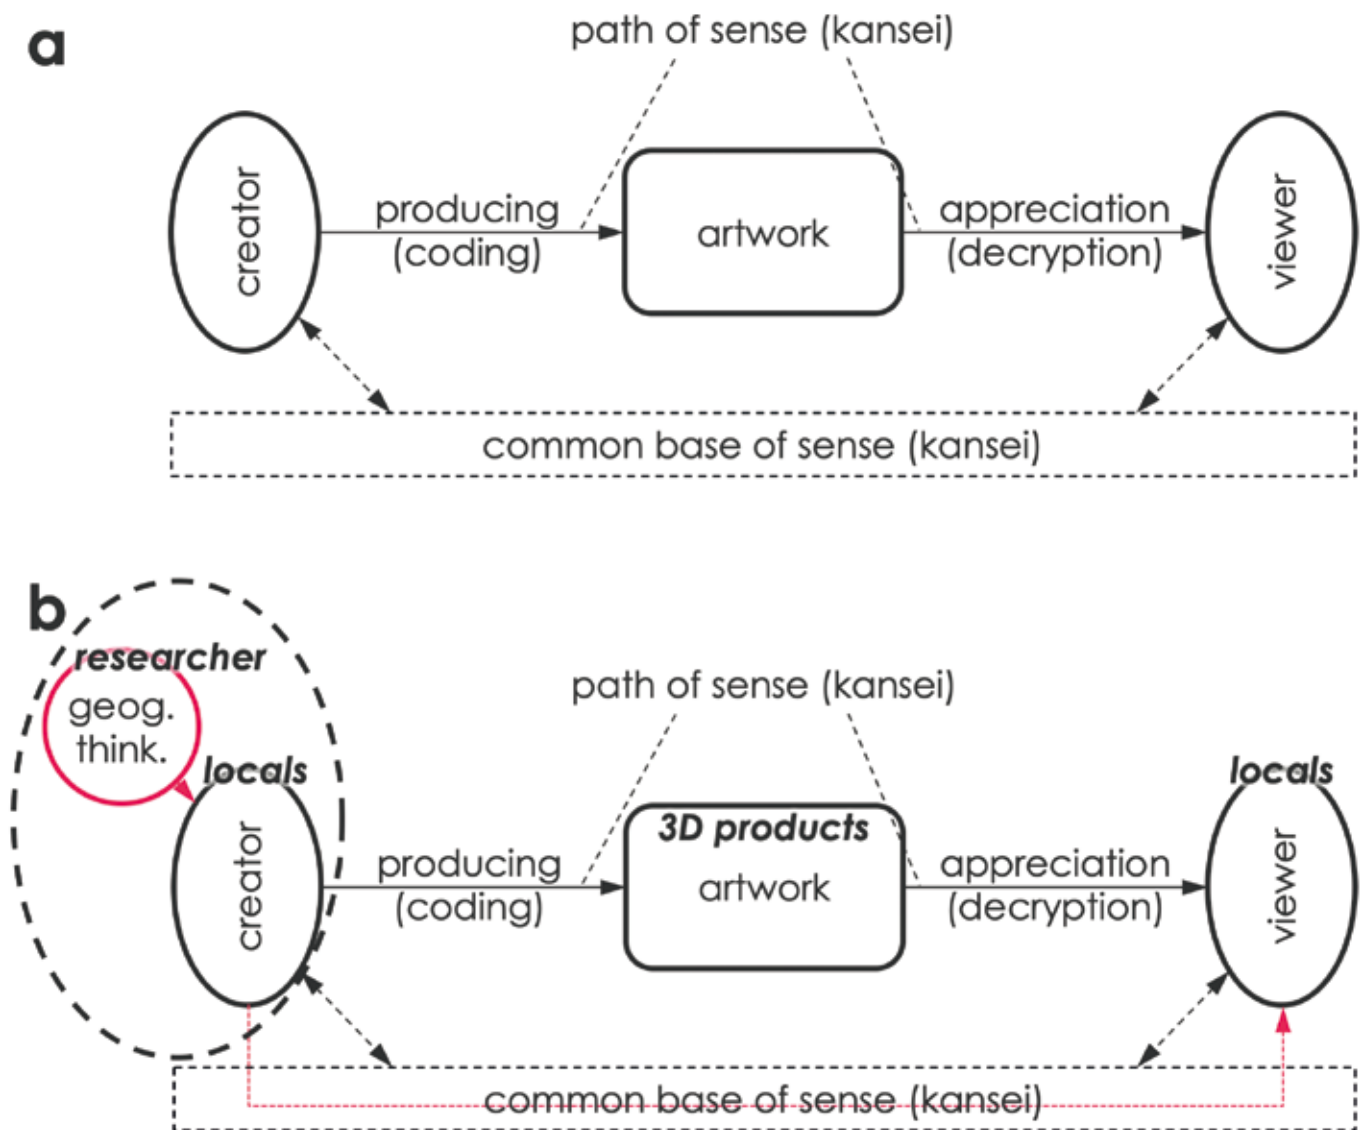 a
path of sense (kansei)
creator
producing
(coding)
artwork
appreciation
(decryption)
viewer
common base of sense (kansei)
b
researcher
geog.
think.
locals
creator
path of sense (kansei)
producing
(coding)
3D products
artwork
appreciation
(decryption)
locals
viewer
common base of sense (kansei)